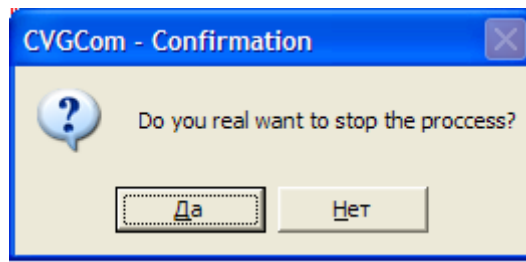 CVGCom - Confirmation
Do you real want to stop the proccess?
Да
Нет